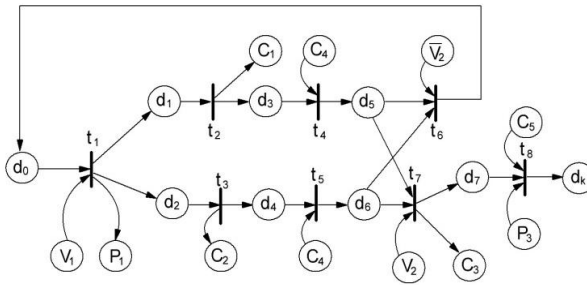 C₁ C₄ V̅₂
d₁ d₃ d₅
t₁ t₂ t₄ t₆ C₅
d₀ t₃ t₅ t₇ d₇ t₈ dₖ
d₂ d₄ d₆
V₁ P₁ C₂ C₄ V₂ C₃ P₃